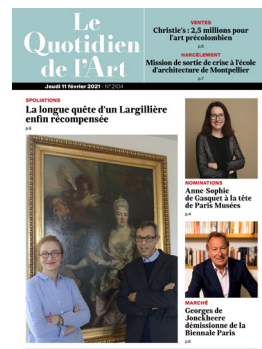 Le
Quotidien
de l'Art
Jeudi 11 février 2021 - N° 2104
VENTES
Christie's : 2,5 millions pour
l'art précolombien
p.5
HARCÈLEMENT
Mission de sortie de crise à l'école
d'architecture de Montpellier
p.7
SPOLIATIONS
La longue quête d'un Largillière
enfin récompensée
p.8
NOMINATIONS
Anne-Sophie
de Gasquet à la tête
de Paris Musées
p.4
MARCHÉ
Georges de
Jonckheere
démissionne de la
Biennale Paris
p.6